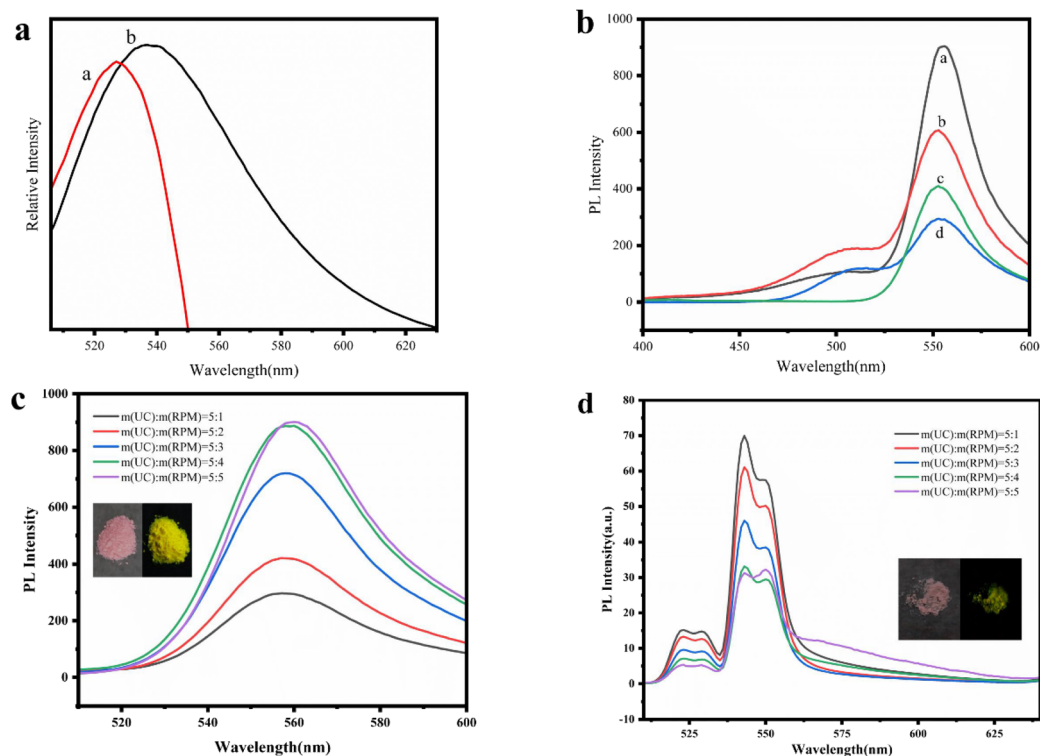 a
b
a
Relative Intensity
520 540 560 580 600 620
Wavelength(nm)
b
1000
800
600
400
200
0
PL Intensity
a
b
c
d
400 450 500 550 600
Wavelength(nm)
c
1000
800
600
400
200
0
PL Intensity
m(UC):m(RPM)=5:1
m(UC):m(RPM)=5:2
m(UC):m(RPM)=5:3
m(UC):m(RPM)=5:4
m(UC):m(RPM)=5:5
520 540 560 580 600
Wavelength(nm)
d
80
70
60
50
40
30
20
10
0
-10
PL Intensity(a.u.)
m(UC):m(RPM)=5:1
m(UC):m(RPM)=5:2
m(UC):m(RPM)=5:3
m(UC):m(RPM)=5:4
m(UC):m(RPM)=5:5
525 550 575 600 625
Wavelength(nm)